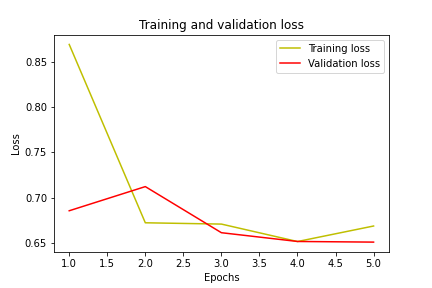 Training and validation loss
Training loss
Validation loss
0.85
0.80
0.75
0.70
0.65
Loss
1.0 1.5 2.0 2.5 3.0 3.5 4.0 4.5 5.0
Epochs